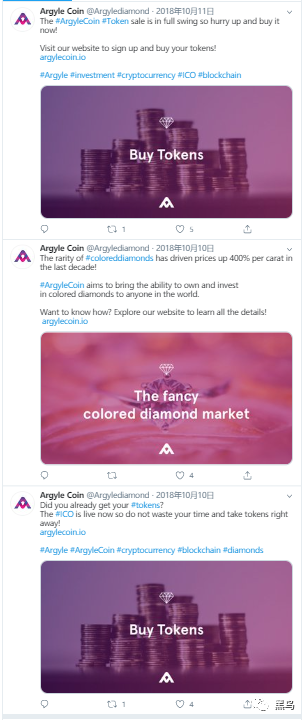 Argyle Coin @Argylediamond · 2018年10月11日
The #ArgyleCoin #Token sale is in full swing so hurry up and buy it
now!
Visit our website to sign up and buy your tokens!
argylecoin.io
#Argyle #investment #cryptocurrency #ICO #blockchain
Buy Tokens
1
5
Argyle Coin @Argylediamond · 2018年10月10日
The rarity of #coloreddiamonds has driven prices up 400% per carat in
the last decade!
#ArgyleCoin aims to bring the ability to own and invest
in colored diamonds to anyone in the world.
Want to know how? Explore our website to learn all the details!
argylecoin.io
The fancy
colored diamond market
4
Argyle Coin @Argylediamond · 2018年10月10日
Did you already get your #tokens?
The #ICO is live now so do not waste your time and take tokens right
away!
argylecoin.io
#Argyle #ArgyleCoin #cryptocurrency #blockchain #diamonds
Buy Tokens
1
4
黑鸟